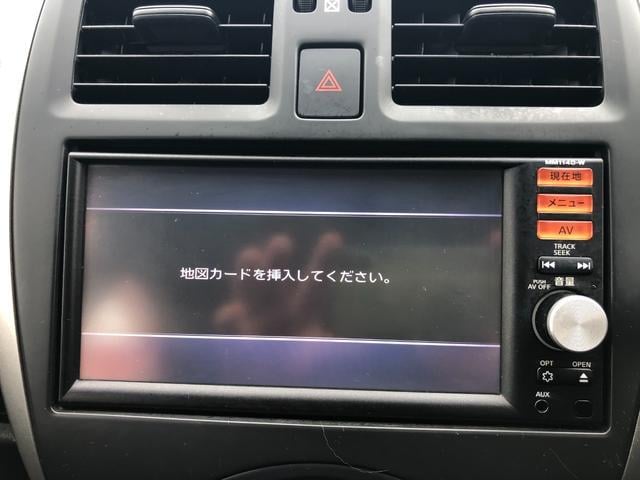 MM114D-W
現在地
メニュー
AV
TRACK
SEEK
地図カードを挿入してください。
PUSH
AV OFF
音量
OPT
OPEN
AUX